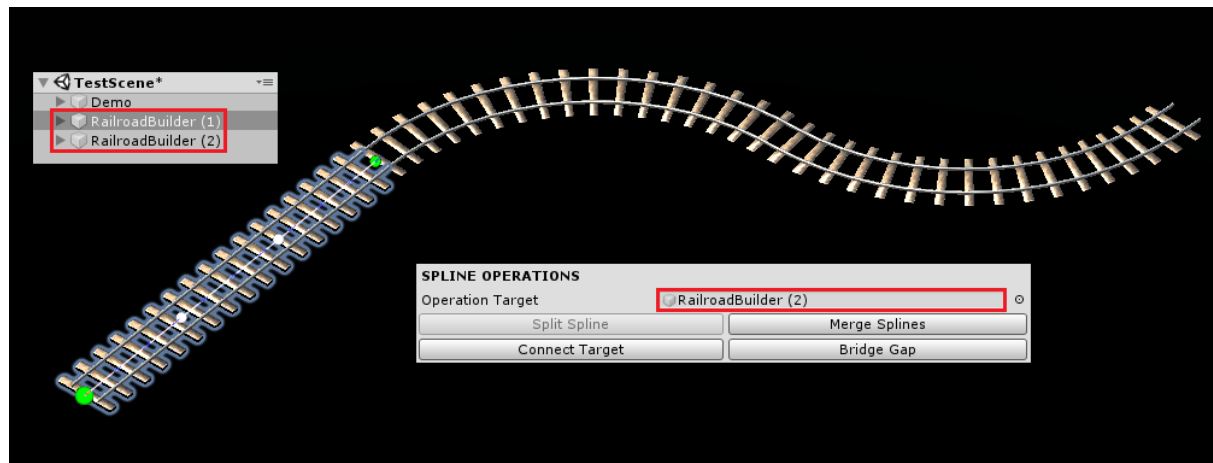 TestScene*
Demo
RailroadBuilder (1)
RailroadBuilder (2)
SPLINE OPERATIONS
Operation Target RailroadBuilder (2)
Split Spline Merge Splines
Connect Target Bridge Gap